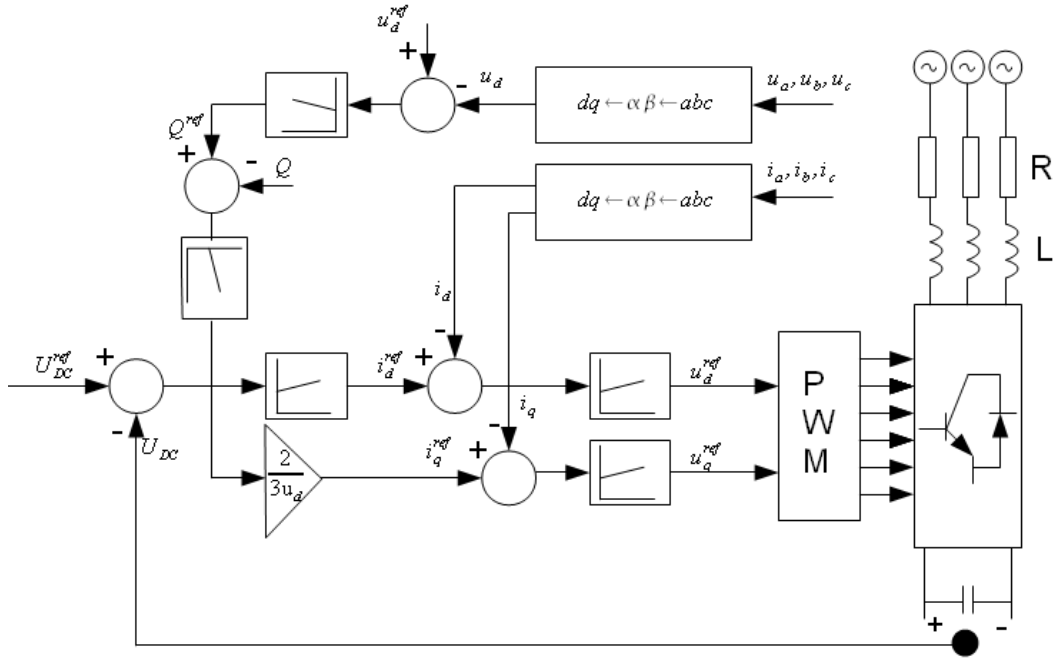 u_d^ref
+
- u_d
dq ← αβ ← abc
u_a, u_b, u_c
Q^ref
+
- Q
dq ← αβ ← abc
i_a, i_b, i_c
R
L
i_d
-
U_DC^ref
+
i_d^ref
+
u_d^ref
PWM
i_q
-
- U_DC
2
3u_d
i_q^ref
+
u_q^ref
+ -